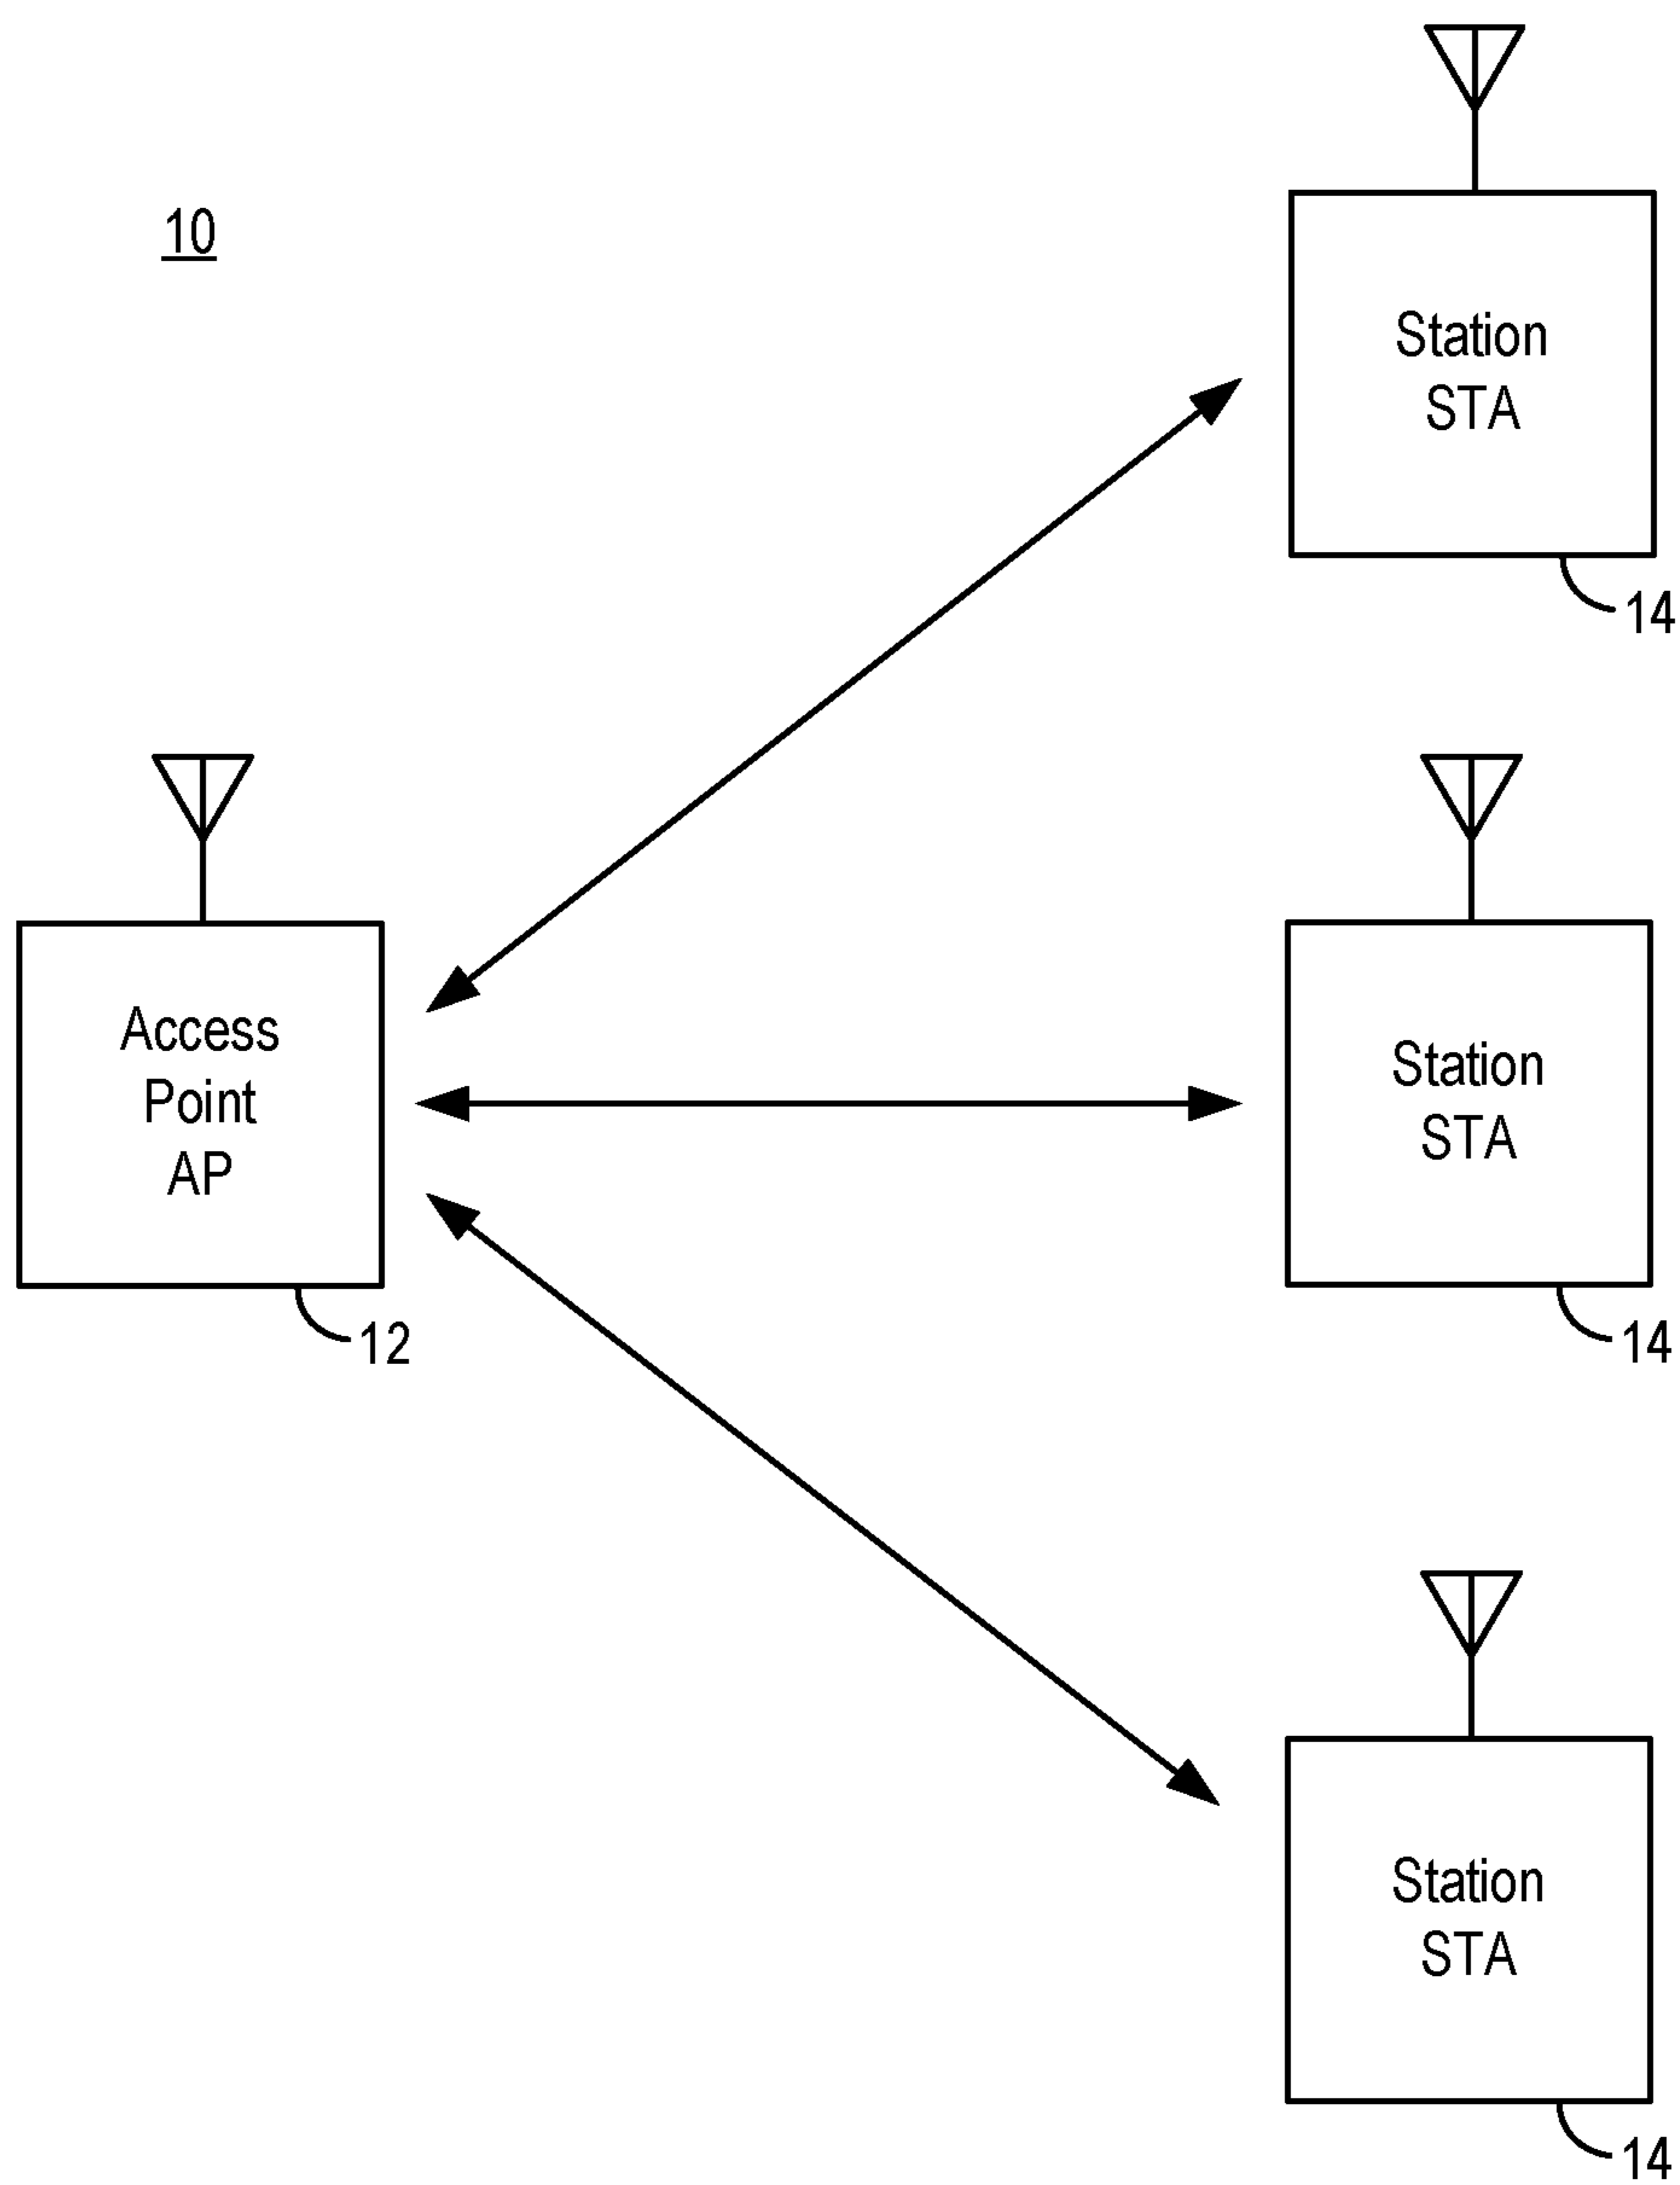 10
Station
STA
14
Access
Point
AP
12
Station
STA
14
Station
STA
14